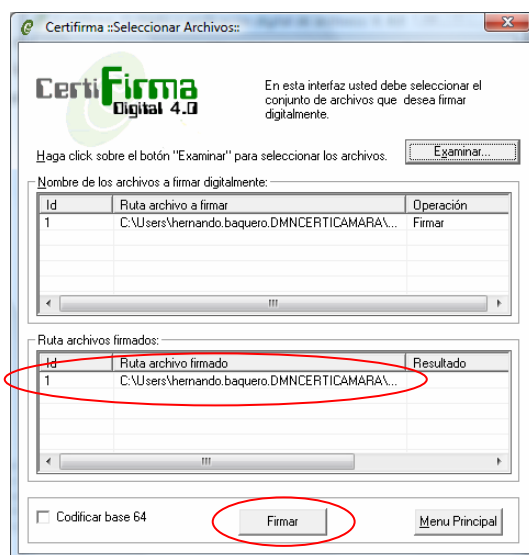 Certifirma ::Seleccionar Archivos::
CertiFirma
Digital 4.0
En esta interfaz usted debe seleccionar el
conjunto de archivos que desea firmar
digitalmente.
Haga click sobre el botón "Examinar" para seleccionar los archivos.
Examinar...
Nombre de los archivos a firmar digitalmente:
Id Ruta archivo a firmar Operación
1 C:\Users\hernando.baquero.DMNCERTICAMARA\... Firmar
Ruta archivos firmados:
Id Ruta archivo firmado Resultado
1 C:\Users\hernando.baquero.DMNCERTICAMARA\...
Codificar base 64
Firmar
Menu Principal